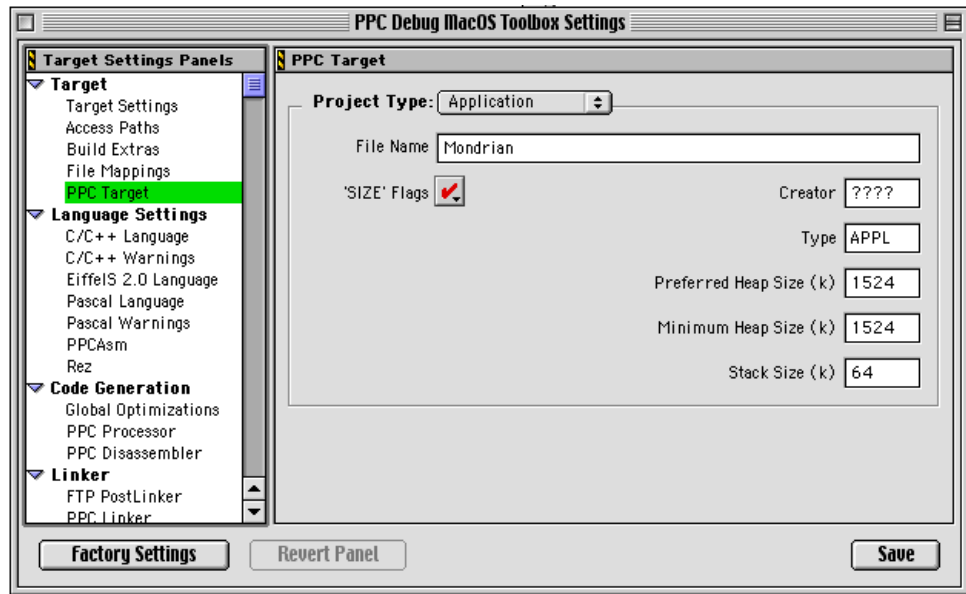 PPC Debug MacOS Toolbox Settings
Target Settings Panels
Target
Target Settings
Access Paths
Build Extras
File Mappings
PPC Target
Language Settings
C/C++ Language
C/C++ Warnings
EiffelS 2.0 Language
Pascal Language
Pascal Warnings
PPCAsm
Rez
Code Generation
Global Optimizations
PPC Processor
PPC Disassembler
Linker
FTP PostLinker
PPC Linker
PPC Target
Project Type: Application
File Name Mondrian
'SIZE' Flags
Creator ????
Type APPL
Preferred Heap Size (k) 1524
Minimum Heap Size (k) 1524
Stack Size (k) 64
Factory Settings
Revert Panel
Save